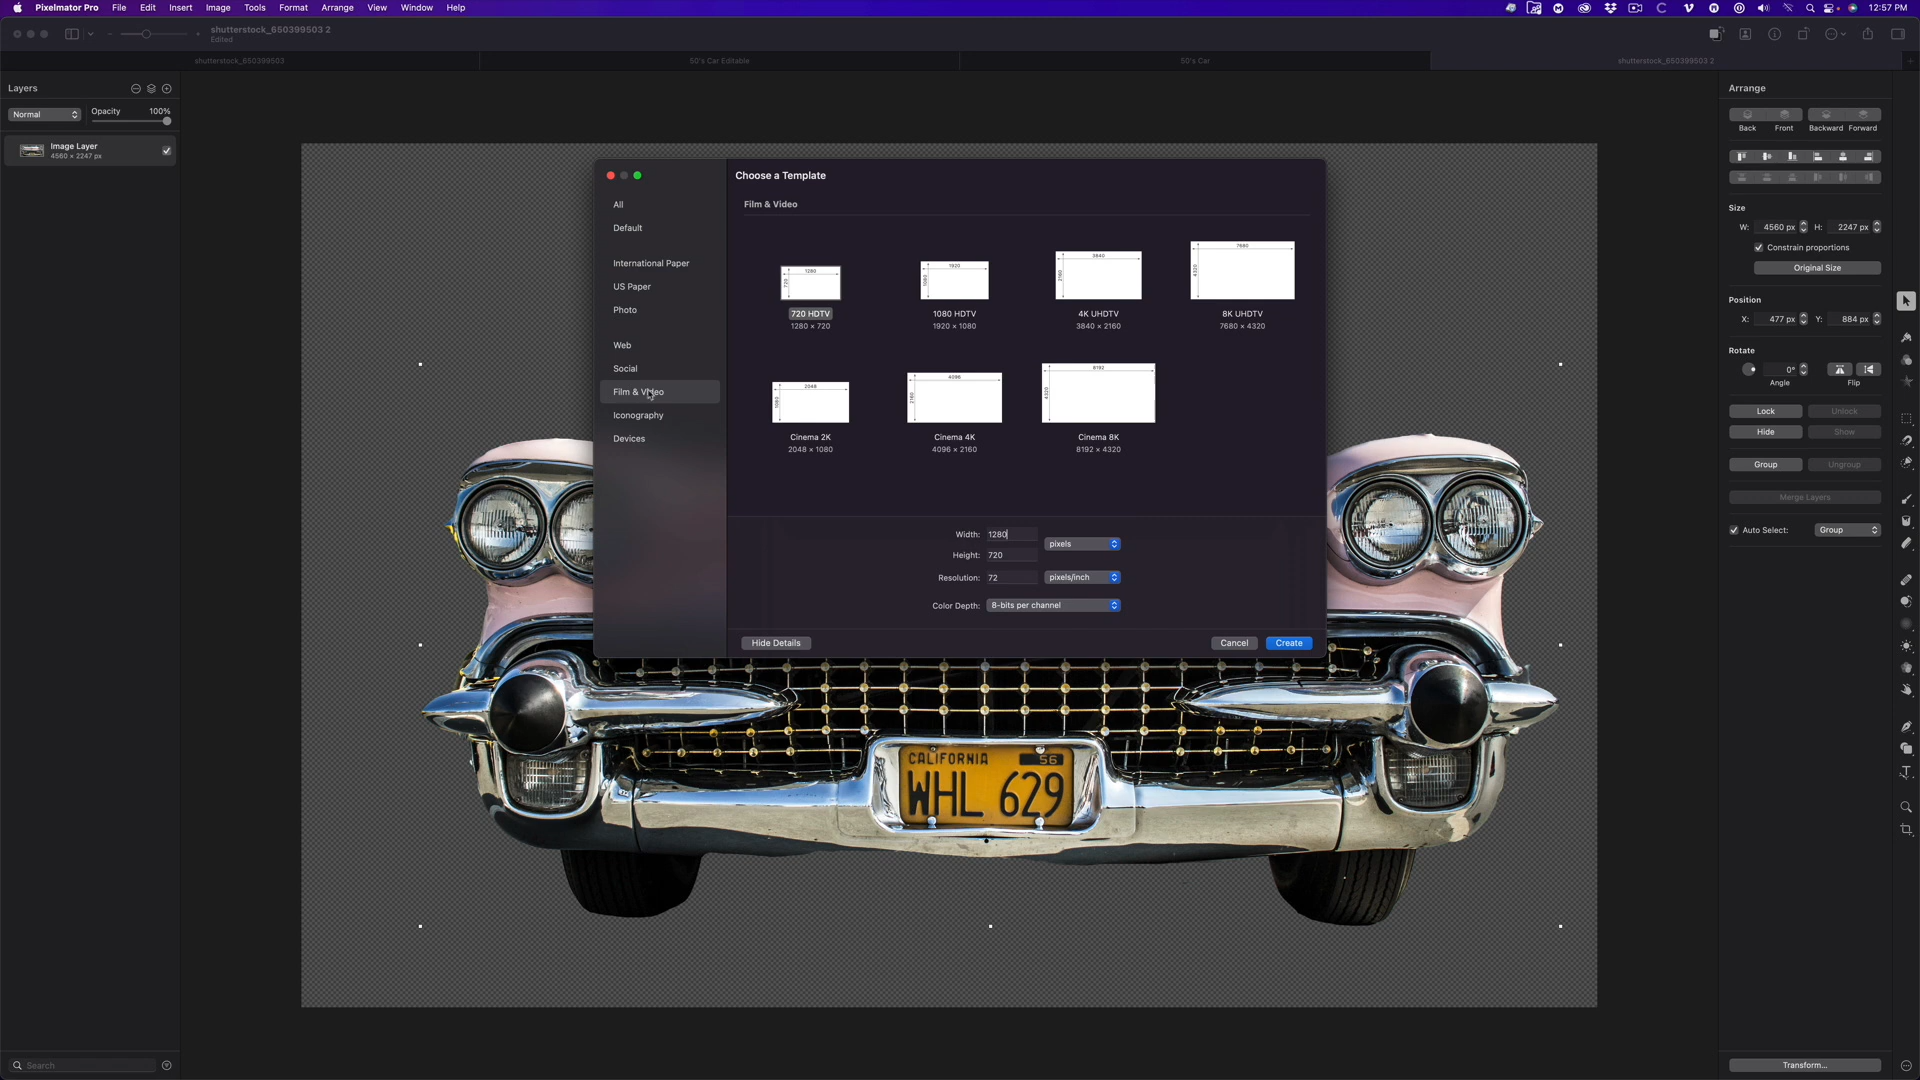 Pixelmator Pro File Edit Insert Image Tools Format Arrange View Window Help 12:57 PM
shutterstock_650399503 2
Edited
shutterstock_650399503 50's Car Editable 50's Car shutterstock_650399503 2
Layers
Normal Opacity 100%
Image Layer
4560 × 2247 px
Search
Choose a Template
All
Default
International Paper
US Paper
Photo
Web
Social
Film & Video
Iconography
Devices
Film & Video
1280 1920 3840 7680
720 1080 2160 4320
720 HDTV 1080 HDTV 4K UHDTV 8K UHDTV
1280 × 720 1920 × 1080 3840 × 2160 7680 × 4320
2048 4096 8192
1080 2160 4320
Cinema 2K Cinema 4K Cinema 8K
2048 × 1080 4096 × 2160 8192 × 4320
Width: 1280 pixels
Height: 720
Resolution: 72 pixels/inch
Color Depth: 8-bits per channel
Hide Details Cancel Create
CALIFORNIA 56
WHL 629
Arrange
Back Front Backward Forward
Size
W: 4560 px H: 2247 px
Constrain proportions
Original Size
Position
X: 477 px Y: 884 px
Rotate
0°
Angle Flip
Lock Unlock
Hide Show
Group Ungroup
Merge Layers
Auto Select: Group
Transform...